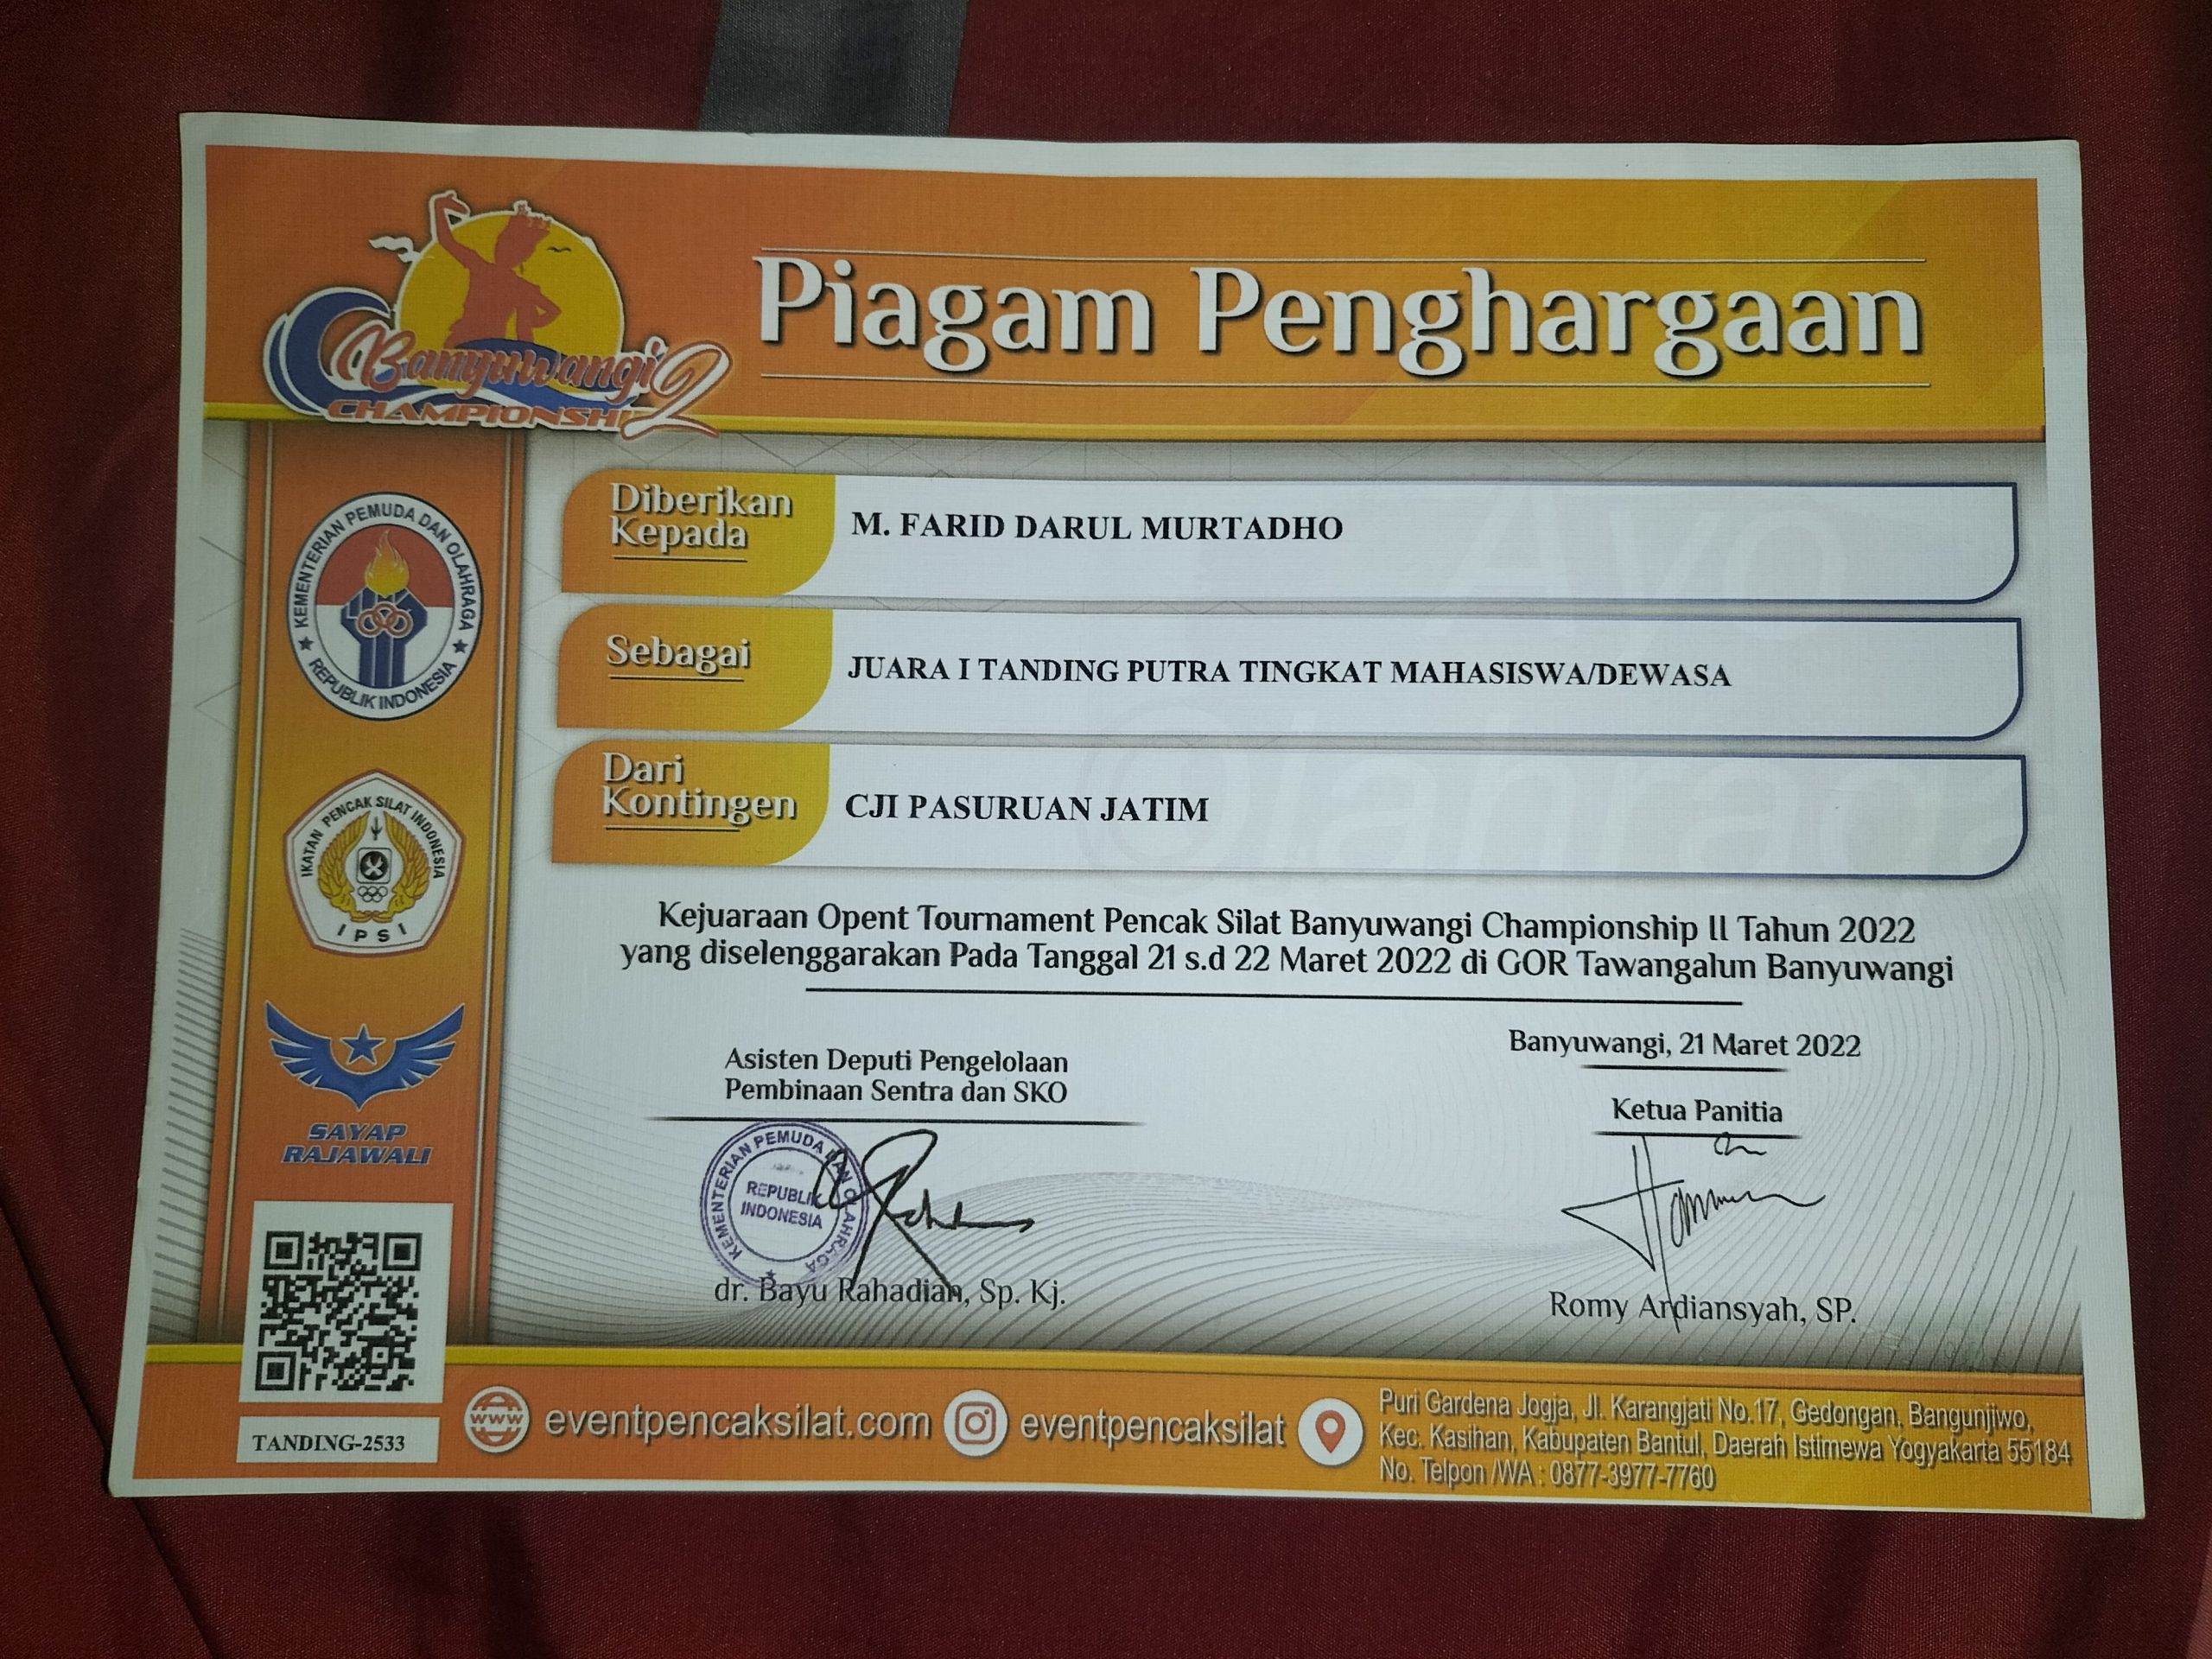 Piagam Penghargaan
Banyuwangi 2
CHAMPIONSHIP
Diberikan
Kepada
M. FARID DARUL MURTADHO
Sebagai
JUARA I TANDING PUTRA TINGKAT MAHASISWA/DEWASA
Dari
Kontingen
CJI PASURUAN JATIM
Ayo
Olahraga
KEMENTERIAN PEMUDA DAN OLAHRAGA
REPUBLIK INDONESIA
IKATAN PENCAK SILAT INDONESIA
IPSI
SAYAP
RAJAWALI
Kejuaraan Opent Tournament Pencak Silat Banyuwangi Championship II Tahun 2022
yang diselenggarakan Pada Tanggal 21 s.d 22 Maret 2022 di GOR Tawangalun Banyuwangi
Asisten Deputi Pengelolaan
Pembinaan Sentra dan SKO
KEMENTERIAN PEMUDA DAN OLAHRAGA
REPUBLIK
INDONESIA
dr. Bayu Rahadian, Sp. Kj.
Banyuwangi, 21 Maret 2022
Ketua Panitia
Romy Ardiansyah, SP.
TANDING-2533
www
eventpencaksilat.com
eventpencaksilat
Puri Gardena Jogja, Jl. Karangjati No.17, Gedongan, Bangunjiwo,
Kec. Kasihan, Kabupaten Bantul, Daerah Istimewa Yogyakarta 55184
No. Telpon /WA : 0877-3977-7760